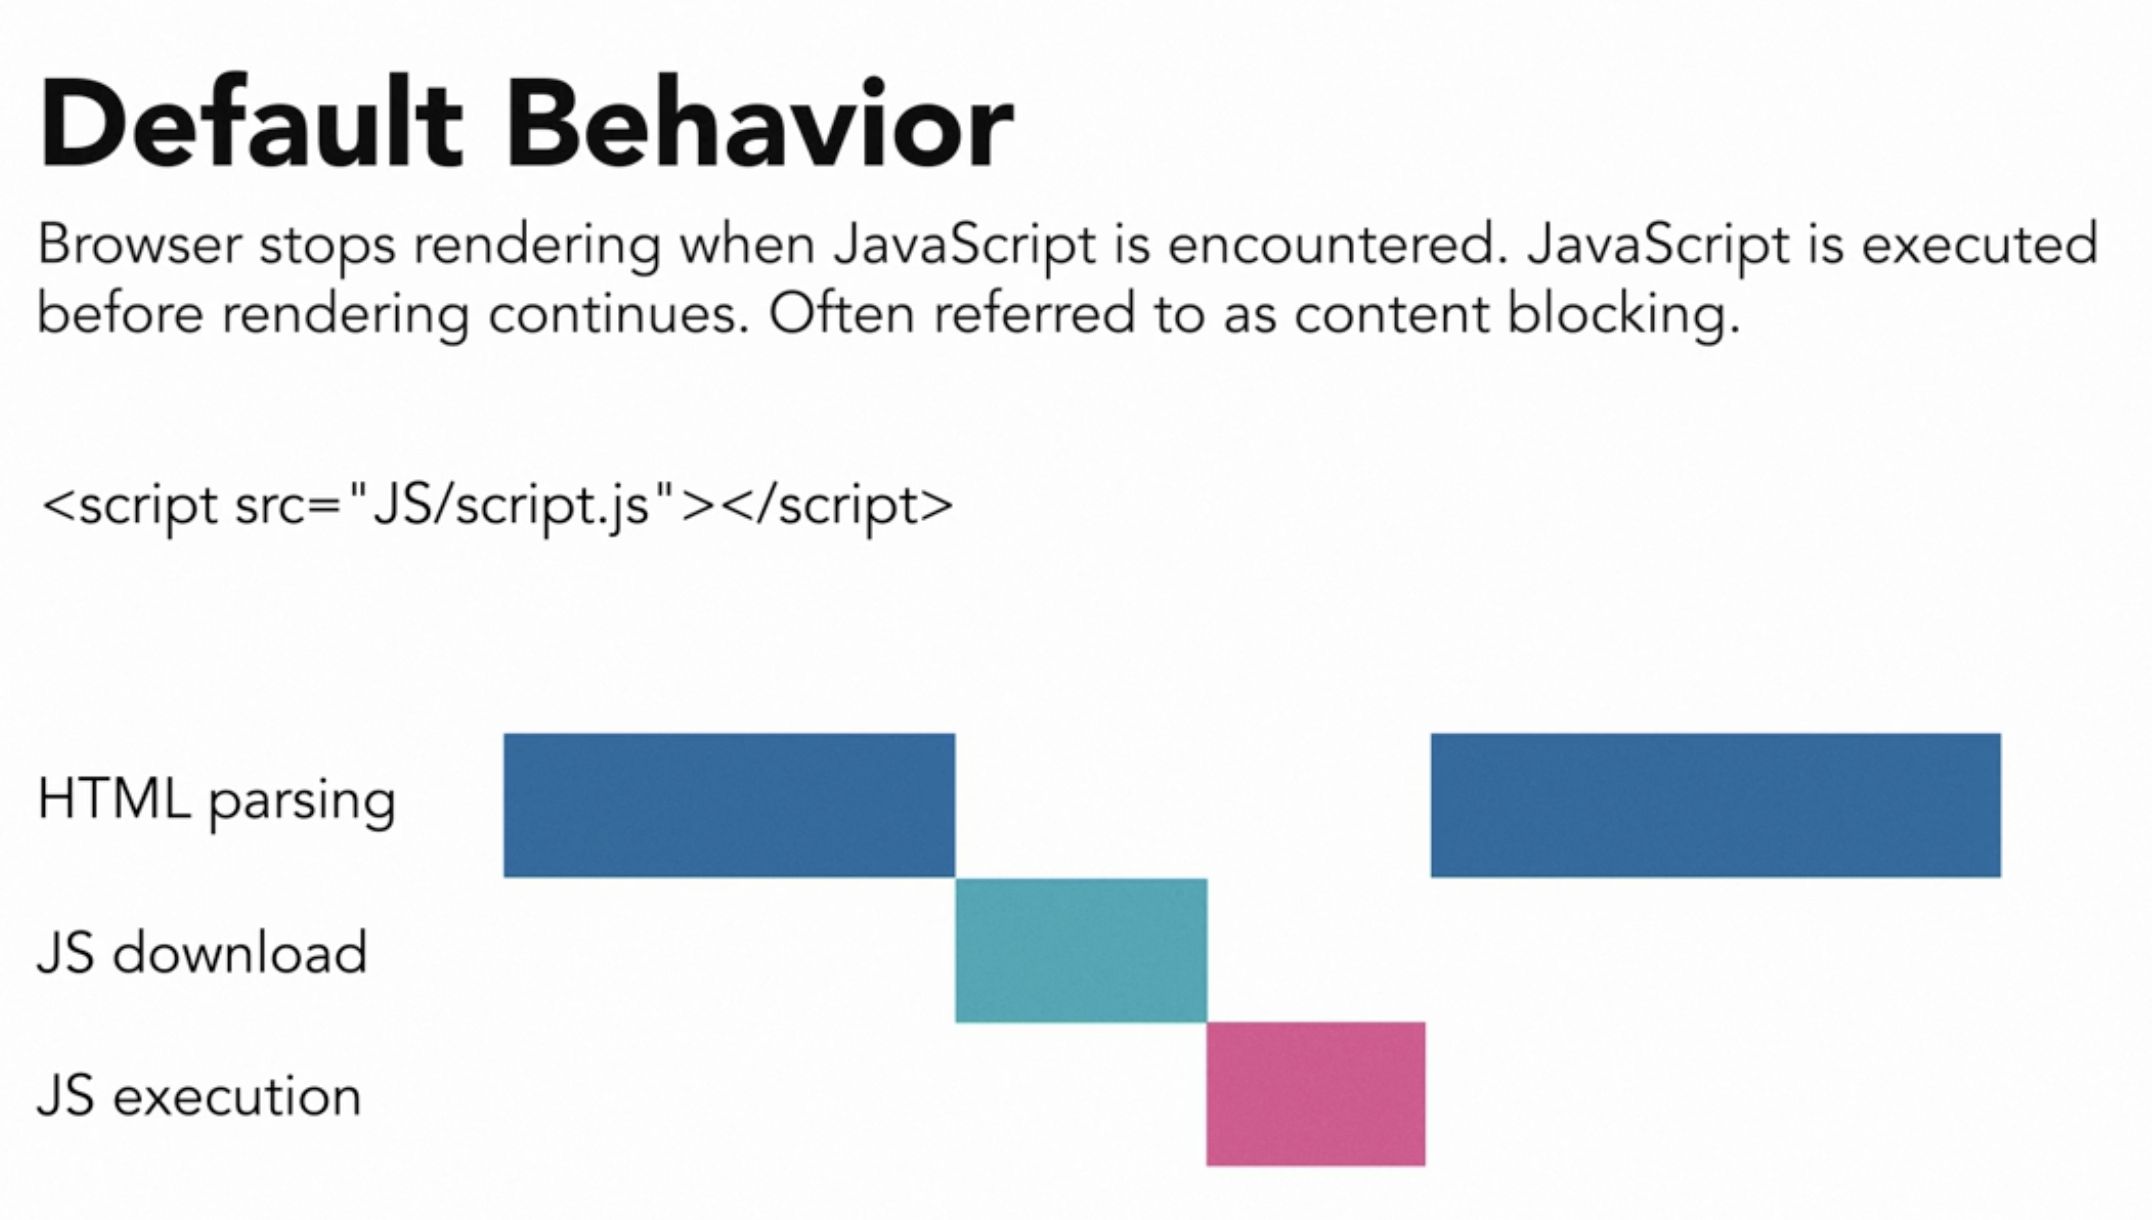 Default Behavior
Browser stops rendering when JavaScript is encountered. JavaScript is executed
before rendering continues. Often referred to as content blocking.
<script src="JS/script.js"></script>
HTML parsing
JS download
JS execution